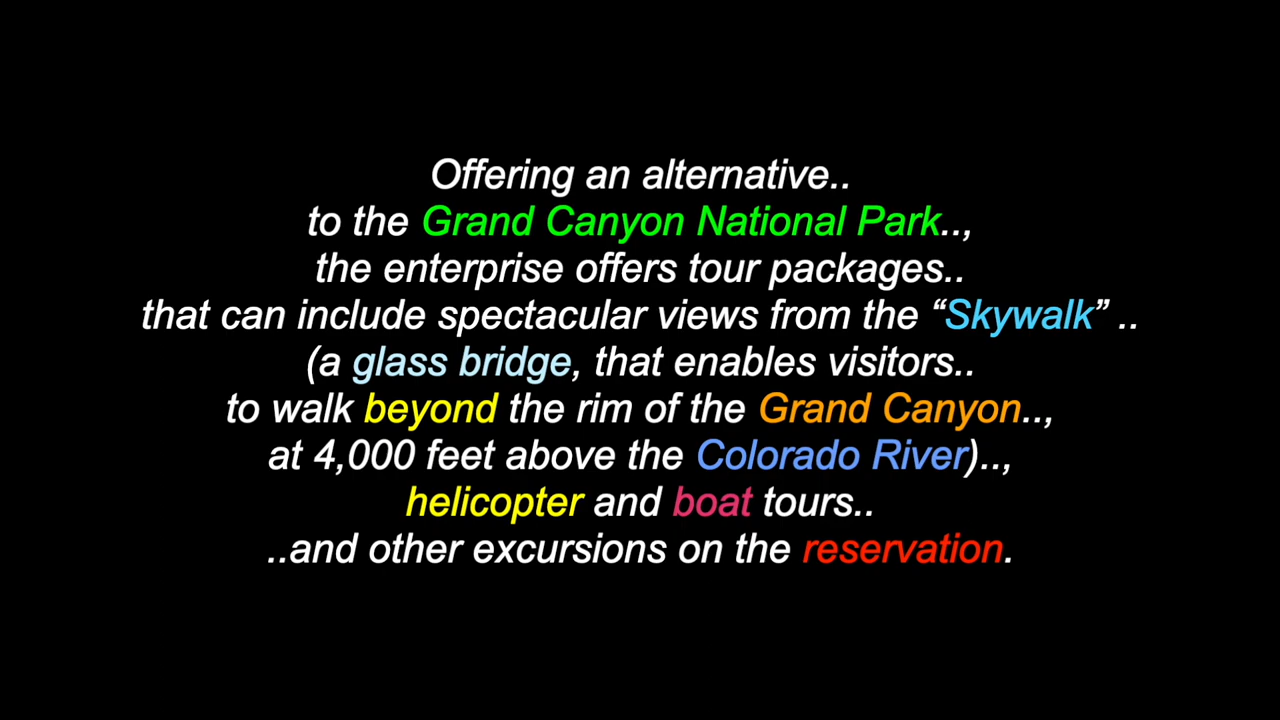 Offering an alternative..
to the Grand Canyon National Park..,
the enterprise offers tour packages..
that can include spectacular views from the “Skywalk” ..
(a glass bridge, that enables visitors..
to walk beyond the rim of the Grand Canyon..,
at 4,000 feet above the Colorado River)..,
helicopter and boat tours..
..and other excursions on the reservation.